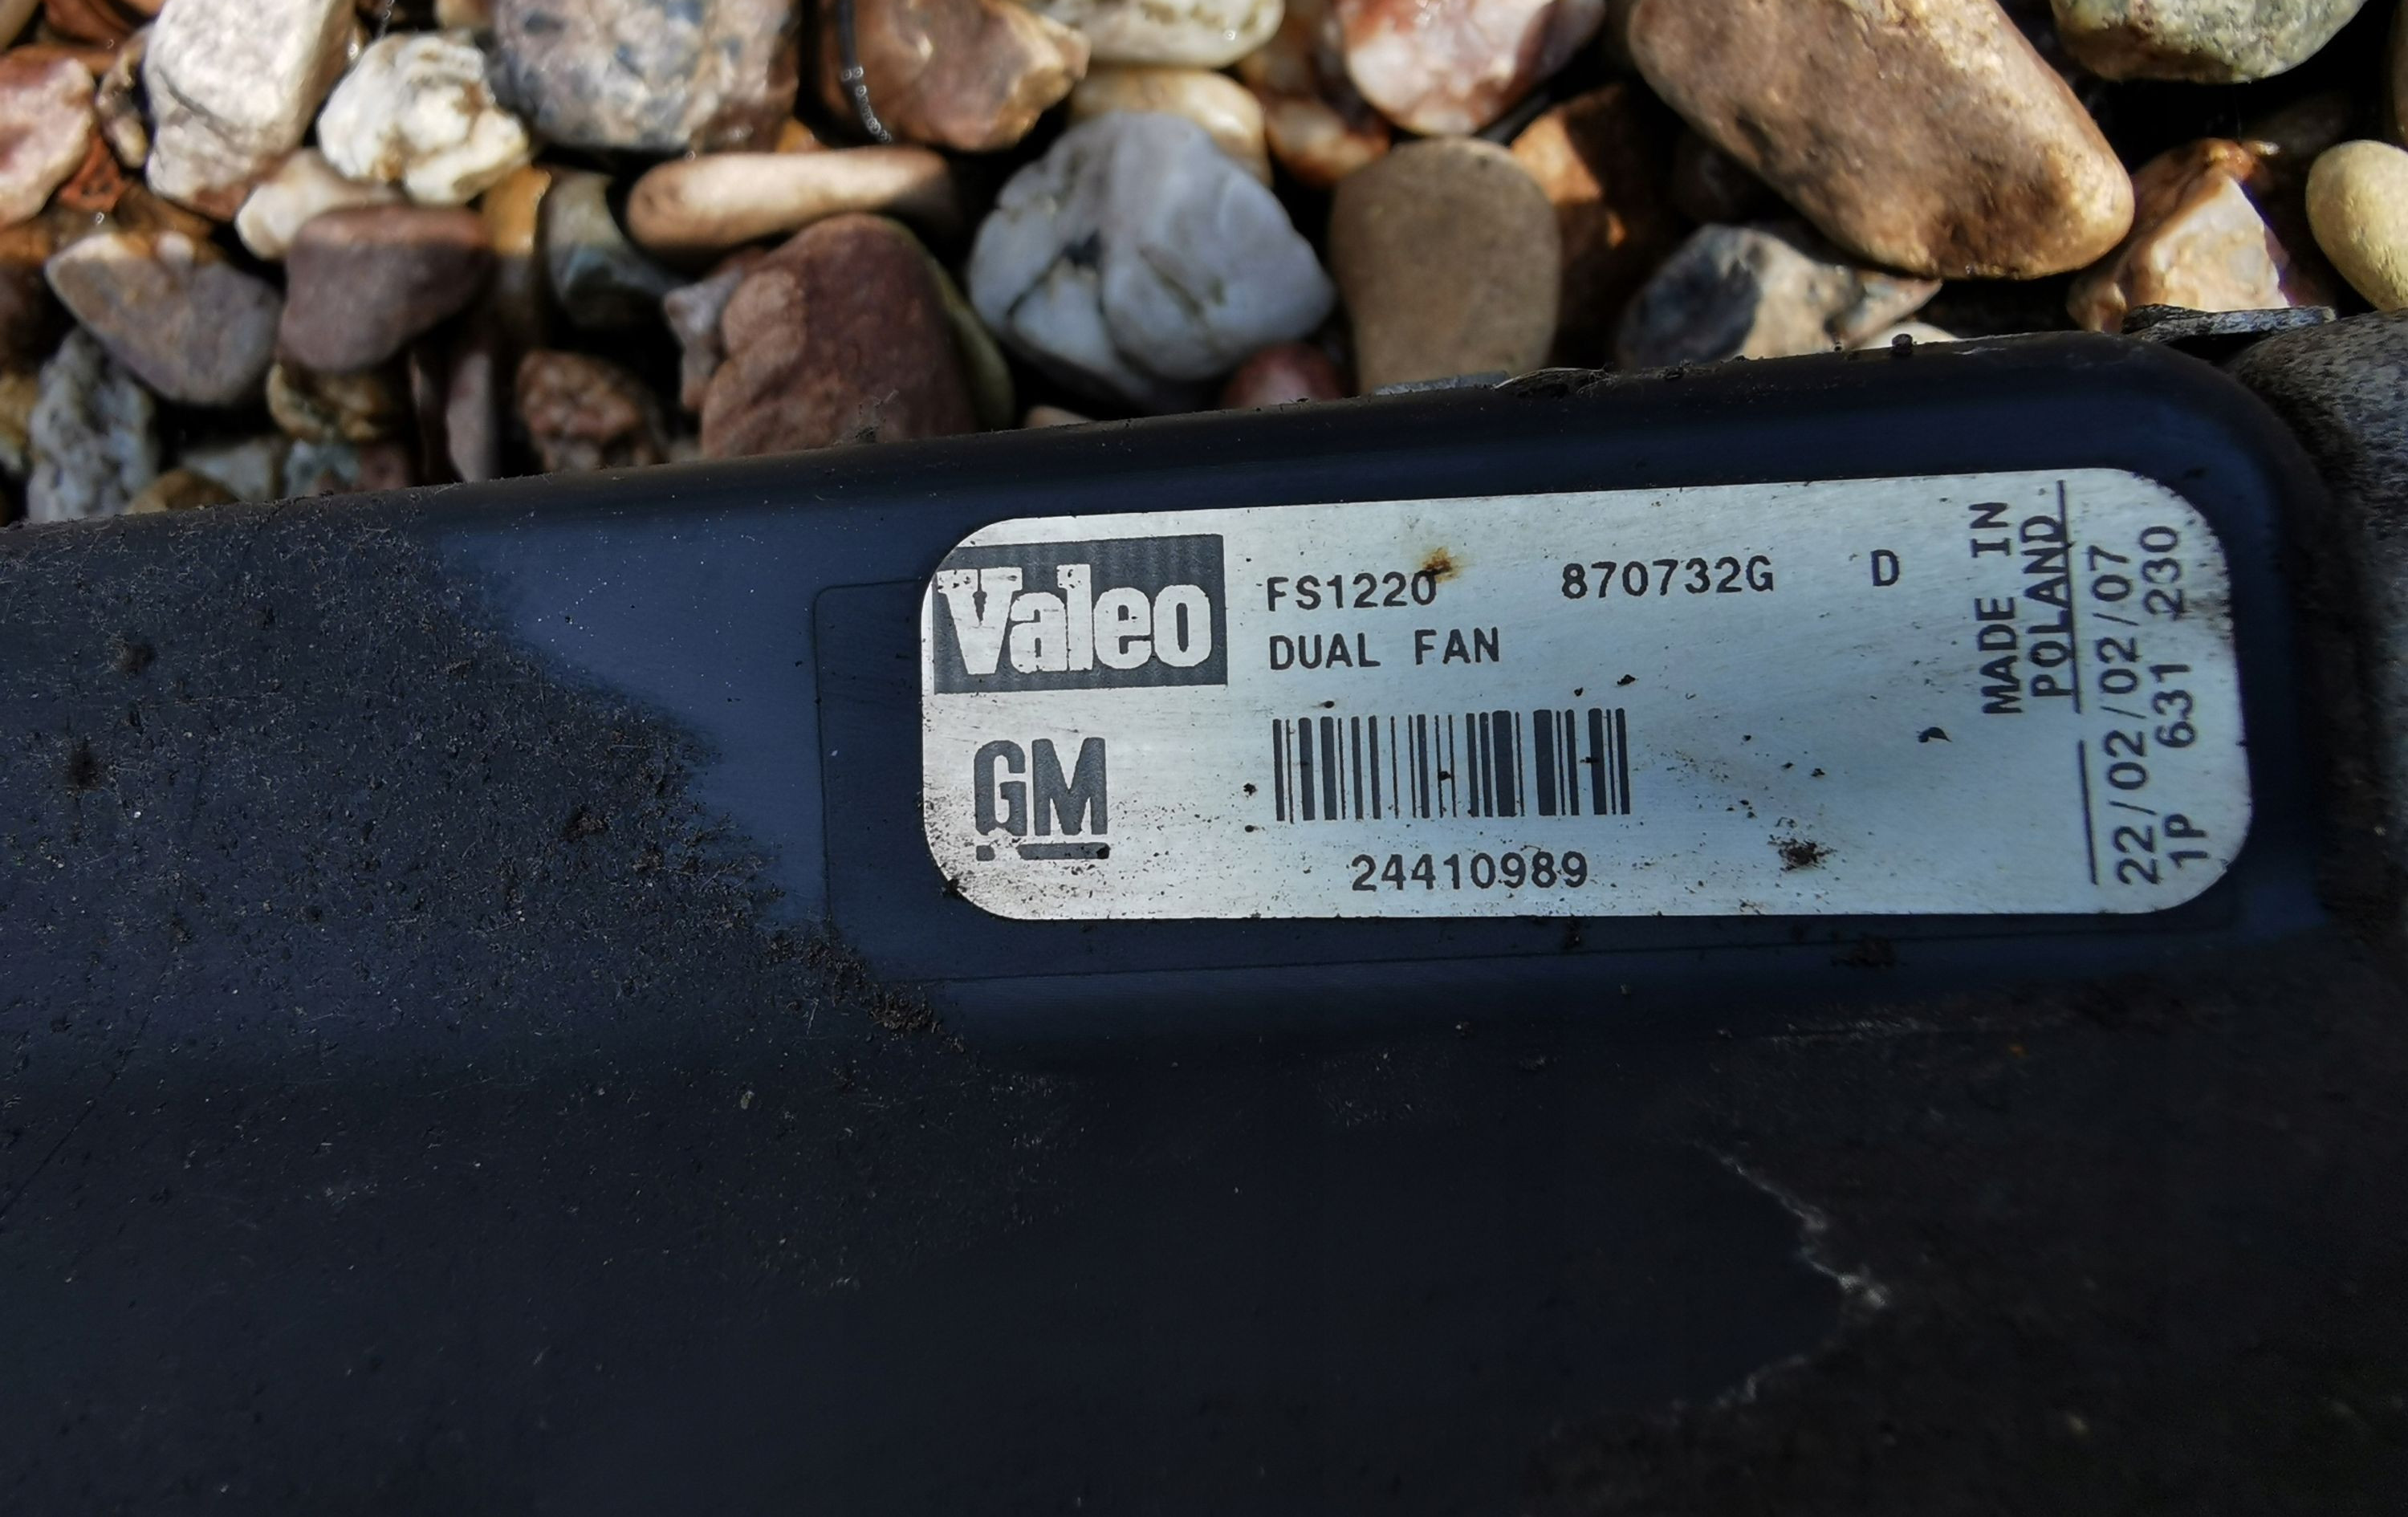 Valeo
FS1220 870732G D
DUAL FAN
GM
24410989
MADE IN
POLAND
22/02/02/07
1P 631 230